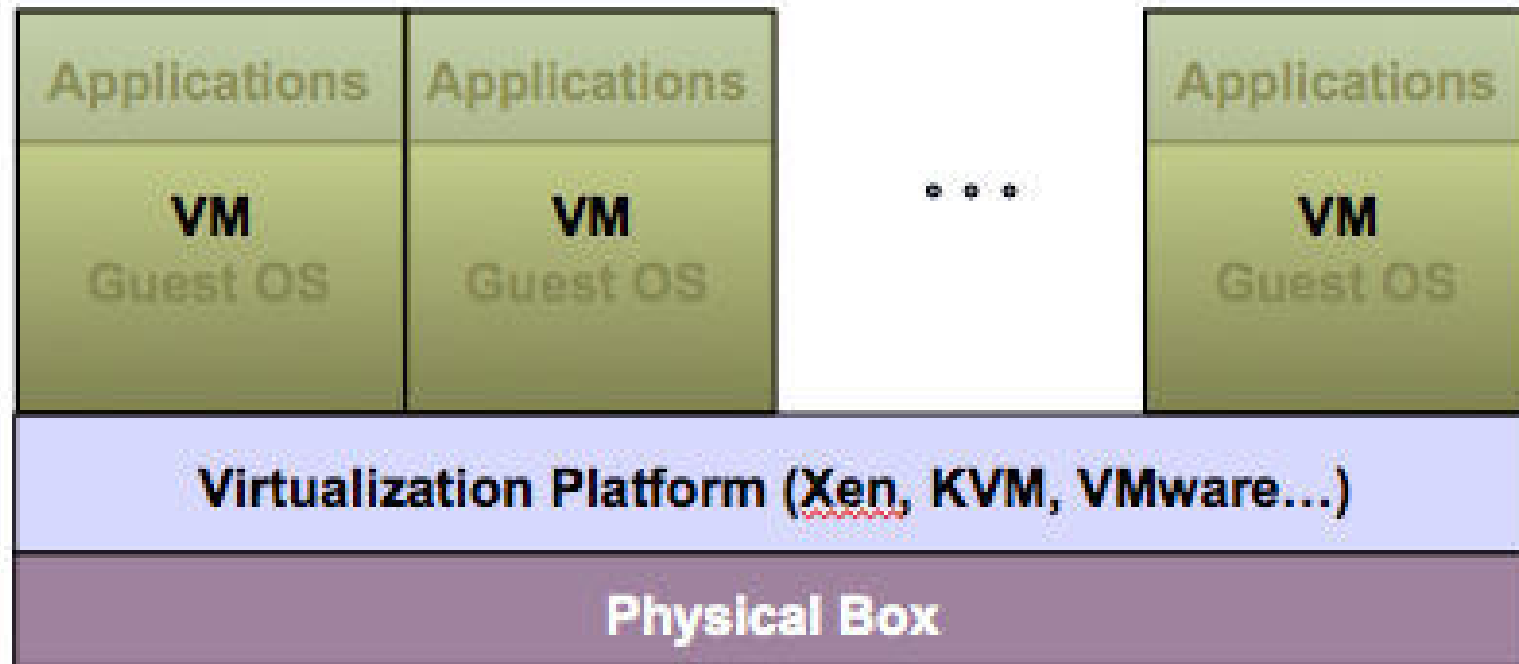 Applications Applications Applications
VM VM ... VM
Guest OS Guest OS Guest OS
Virtualization Platform (Xen, KVM, VMware...)
Physical Box